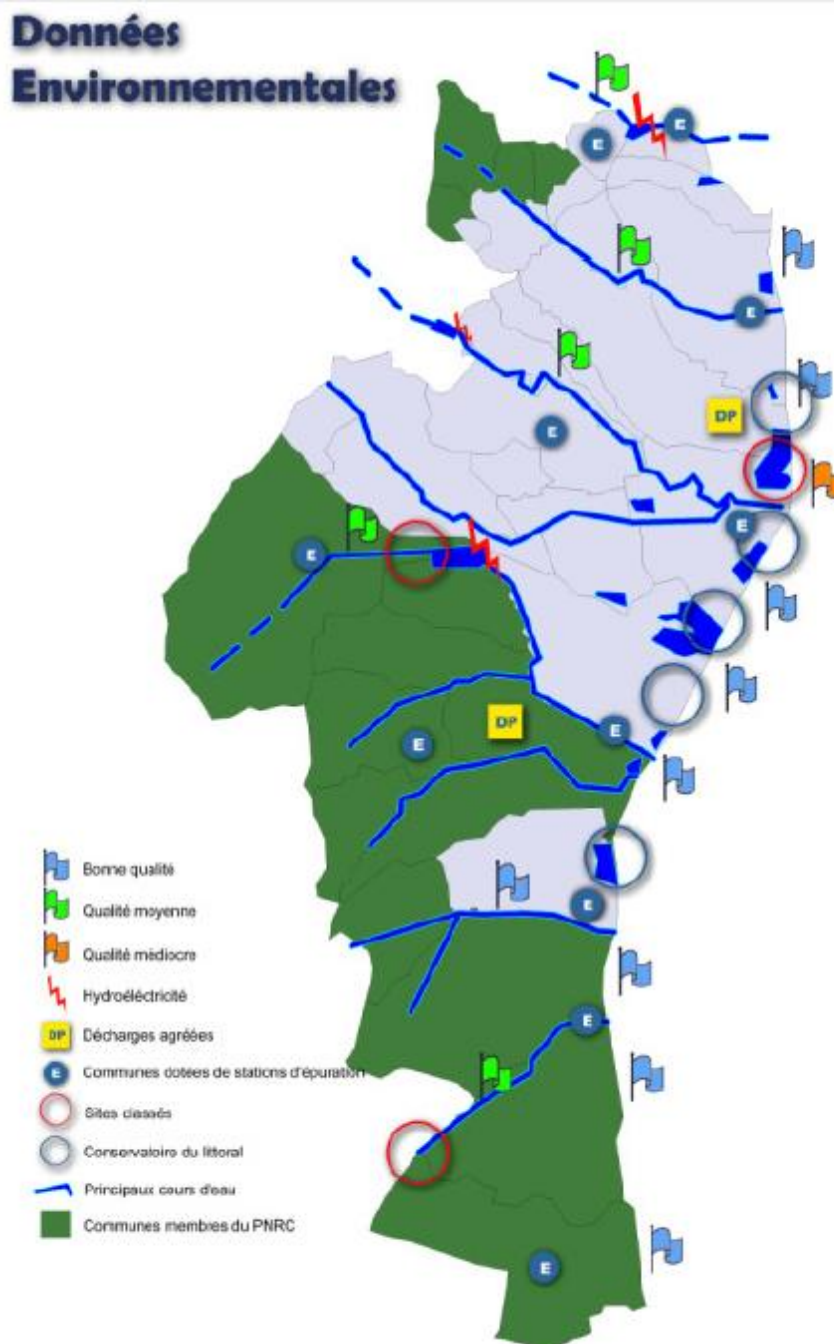 Données
Environnementales
E
E
E
DP
E
E
E
DP
E
E
E
E
E
Bonne qualité
Qualité moyenne
Qualité médiocre
Hydroéléctricité
DP Décharges agréées
E Communes dotées de stations d'épuration
Sites classés
Conservatoire du littoral
Principaux cours d'eau
Communes membres du PNRC